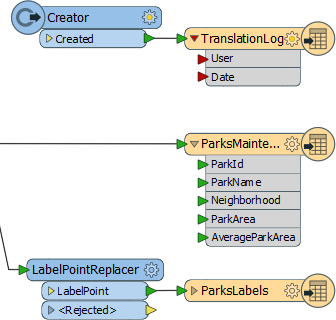 Creator
Created
TranslationLog
User
Date
ParksMainte...
ParkId
ParkName
Neighborhood
ParkArea
AverageParkArea
LabelPointReplacer
LabelPoint
<Rejected>
ParksLabels